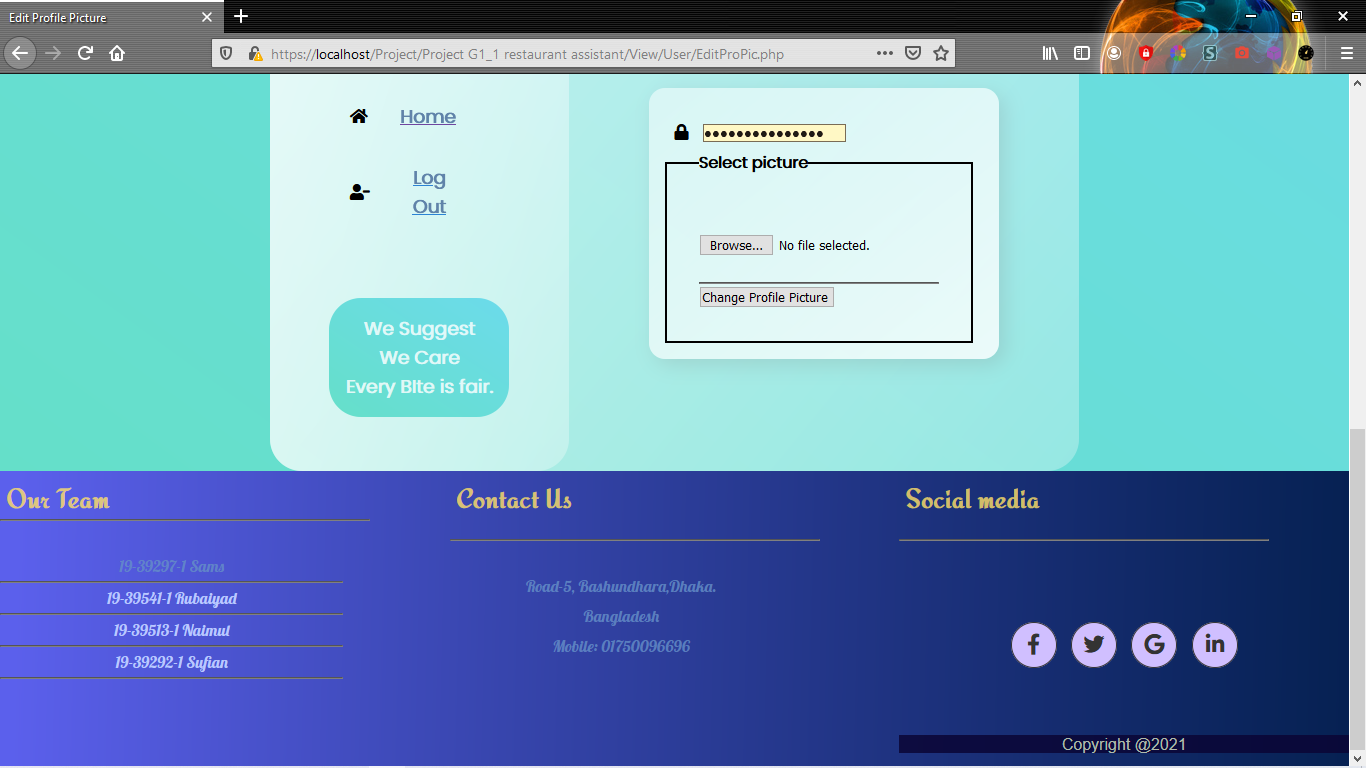 Edit Profile Picture
https://localhost/Project/Project G1_1 restaurant assistant/View/User/EditProPic.php
Home
Log
Out
We Suggest
We Care
Every BIte is fair.
•••••••••••••••
Select picture
Browse... No file selected.
Change Profile Picture
Our Team
19-39297-1 Sams
19-39541-1 Rubaiyad
19-39513-1 Naimul
19-39292-1 Sufian
Contact Us
Road-5, Bashundhara,Dhaka.
Bangladesh
Mobile: 01750096696
Social media
Copyright @2021